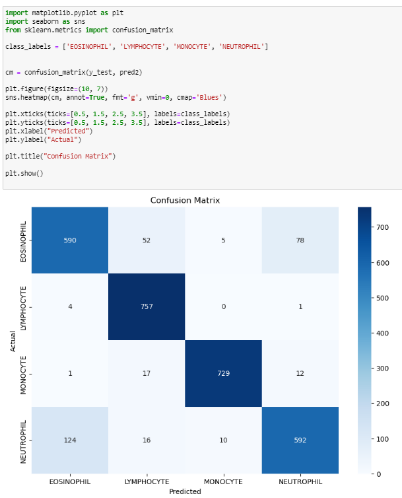 import matplotlib.pyplot as plt
import seaborn as sns
from sklearn.metrics import confusion_matrix
class_labels = ['EOSINOPHIL', 'LYMPHOCYTE', 'MONOCYTE', 'NEUTROPHIL']
cm = confusion_matrix(y_test, pred2)
plt.figure(figsize=(10, 7))
sns.heatmap(cm, annot=True, fmt='g', vmin=0, cmap='Blues')
plt.xticks(ticks=[0.5, 1.5, 2.5, 3.5], labels=class_labels)
plt.yticks(ticks=[0.5, 1.5, 2.5, 3.5], labels=class_labels)
plt.xlabel("Predicted")
plt.ylabel("Actual")
plt.title("Confusion Matrix")
plt.show()
Confusion Matrix
Actual
EOSINOPHIL 590 52 5 78
LYMPHOCYTE 4 757 0 1
MONOCYTE 1 17 729 12
NEUTROPHIL 124 16 10 592
EOSINOPHIL LYMPHOCYTE MONOCYTE NEUTROPHIL
Predicted
700
600
500
400
300
200
100
0